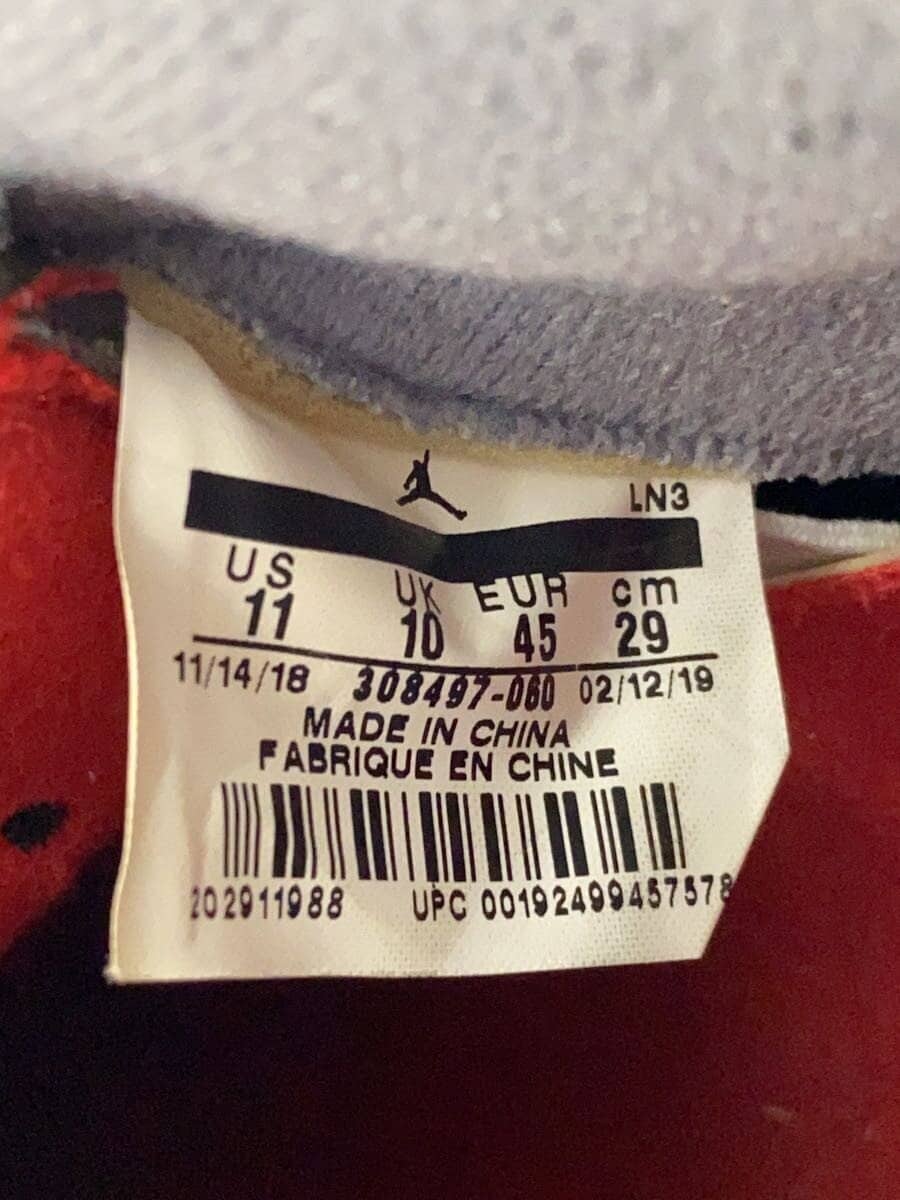 LN3
US UK EUR cm
11 10 45 29
11/14/18 308497-060 02/12/19
MADE IN CHINA
FABRIQUE EN CHINE
202911988 UPC 00192499457578